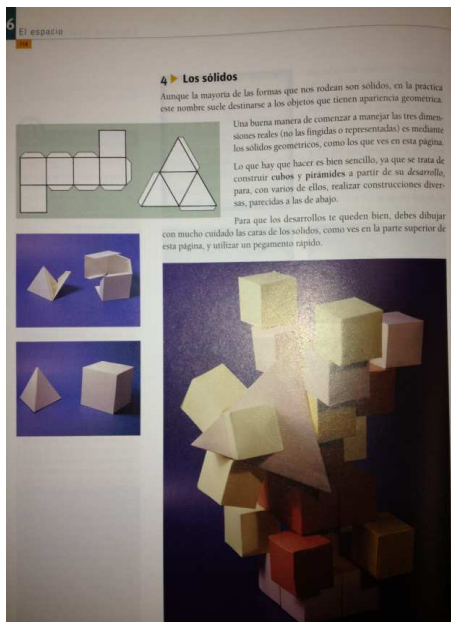 6
El espacio
4 Los sólidos
Aunque la mayoría de las formas que nos rodean son sólidos, en la práctica
este nombre suele destinarse a los objetos que tienen apariencia geométrica.
Una buena manera de comenzar a manejar las tres dimen-
siones reales (no las fingidas o representadas) es mediante
los sólidos geométricos, como los que ves en esta página.
Lo que hay que hacer es bien sencillo, ya que se trata de
construir cubos y pirámides a partir de su desarrollo,
para, con varios de ellos, realizar construcciones diver-
sas, parecidas a las de abajo.
Para que los desarrollos te queden bien, debes dibujar
con mucho cuidado las caras de los solidos, como ves en la parte superior de
esta página, y utilizar un pegamento rápido.